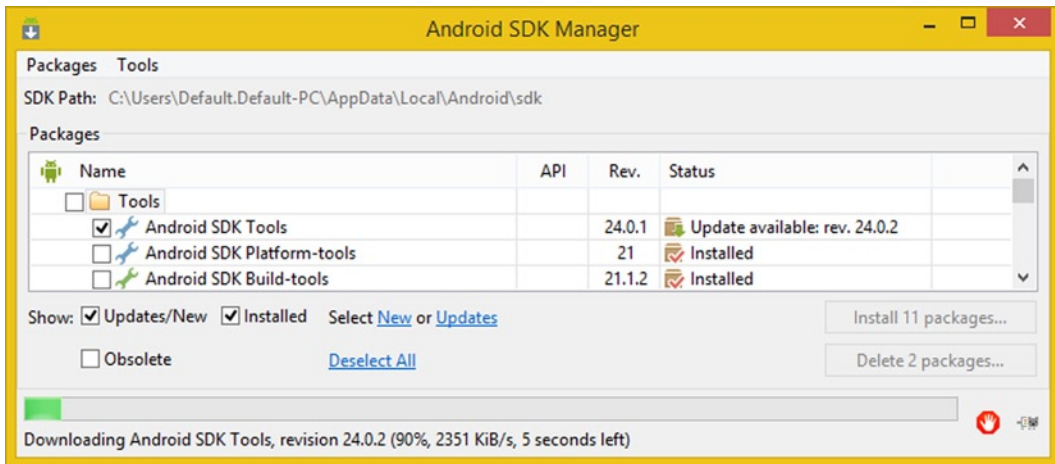 Android SDK Manager
Packages Tools
SDK Path: C:\Users\Default.Default-PC\AppData\Local\Android\sdk
Packages
Name API Rev. Status
Tools
Android SDK Tools 24.0.1 Update available: rev. 24.0.2
Android SDK Platform-tools 21 Installed
Android SDK Build-tools 21.1.2 Installed
Show: Updates/New Installed Select New or Updates Install 11 packages...
Obsolete Deselect All Delete 2 packages...
Downloading Android SDK Tools, revision 24.0.2 (90%, 2351 KiB/s, 5 seconds left)